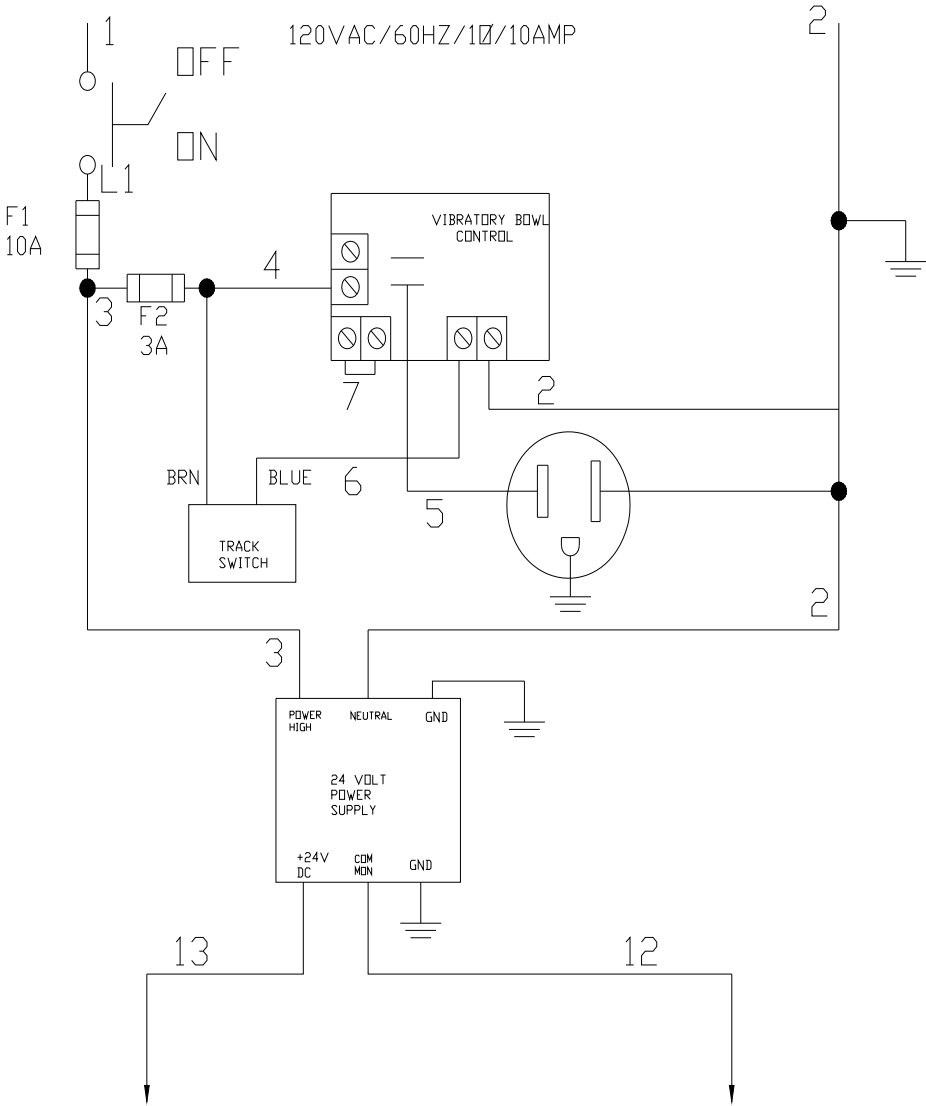 1
120VAC/60HZ/1Ø/10AMP
2
OFF
ON
L1
F1
10A
VIBRATORY BOWL
CONTROL
4
3
F2
3A
7
2
BRN
BLUE
6
5
TRACK
SWITCH
2
3
POWER
HIGH
NEUTRAL
GND
24 VOLT
POWER
SUPPLY
+24V
DC
COM
MON
GND
13
12